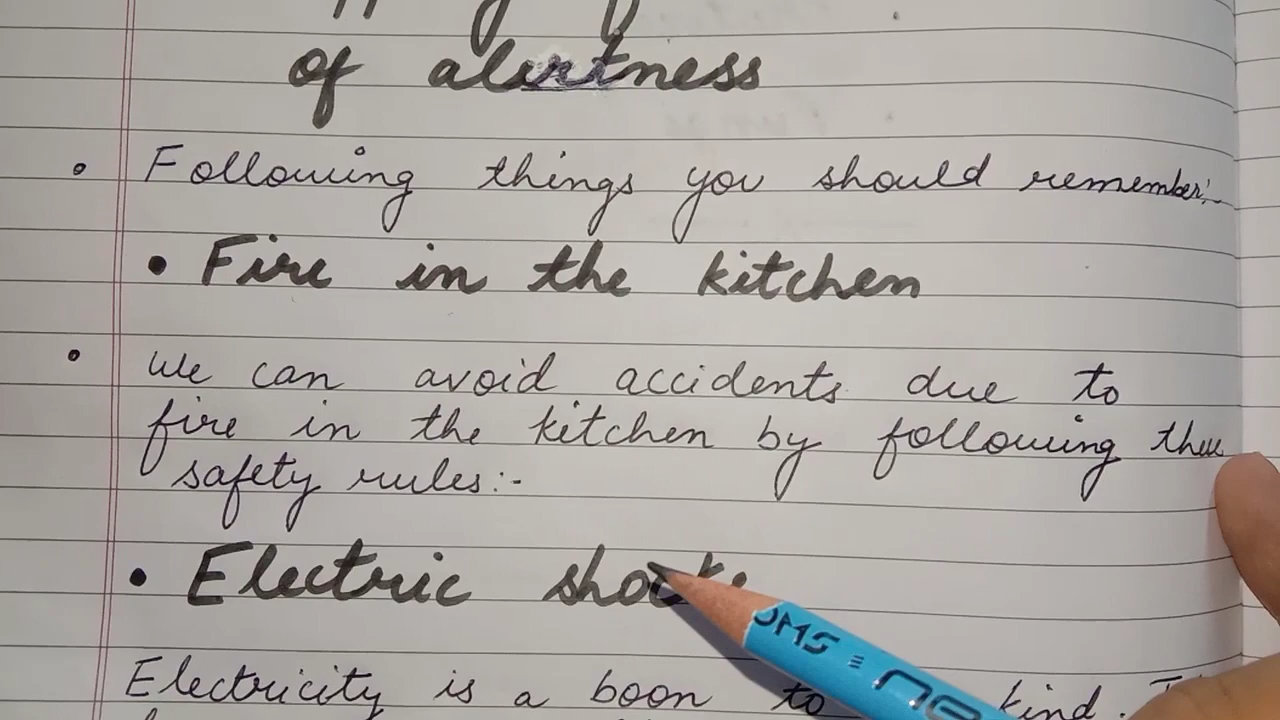 of alertness
Following things you should remember:-
• Fire in the kitchen
We can avoid accidents due to
fire in the kitchen by following these
safety rules:-
• Electric
Electricity is a boon to kind.
DMS